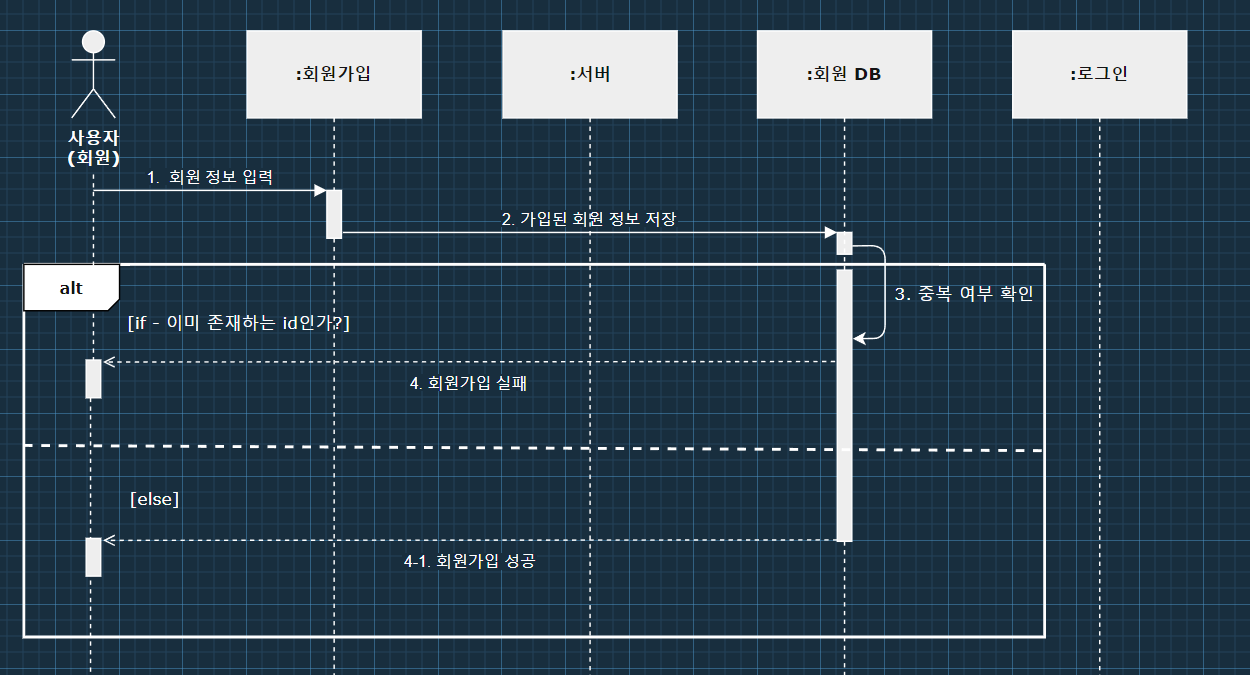 :회원가입
:서버
:회원 DB
:로그인
사용자
(회원)
1. 회원 정보 입력
2. 가입된 회원 정보 저장
alt
3. 중복 여부 확인
[if - 이미 존재하는 id인가?]
4. 회원가입 실패
[else]
4-1. 회원가입 성공